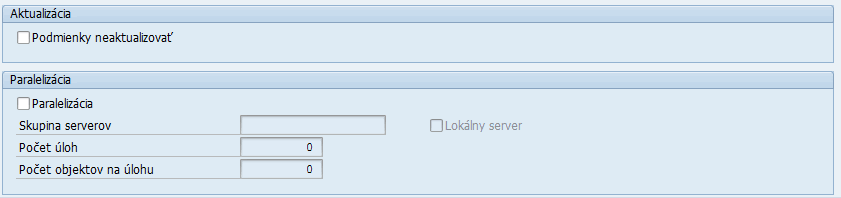 Aktualizácia
Podmienky neaktualizovať
Paralelizácia
Paralelizácia
Skupina serverov
Lokálny server
Počet úloh 0
Počet objektov na úlohu 0